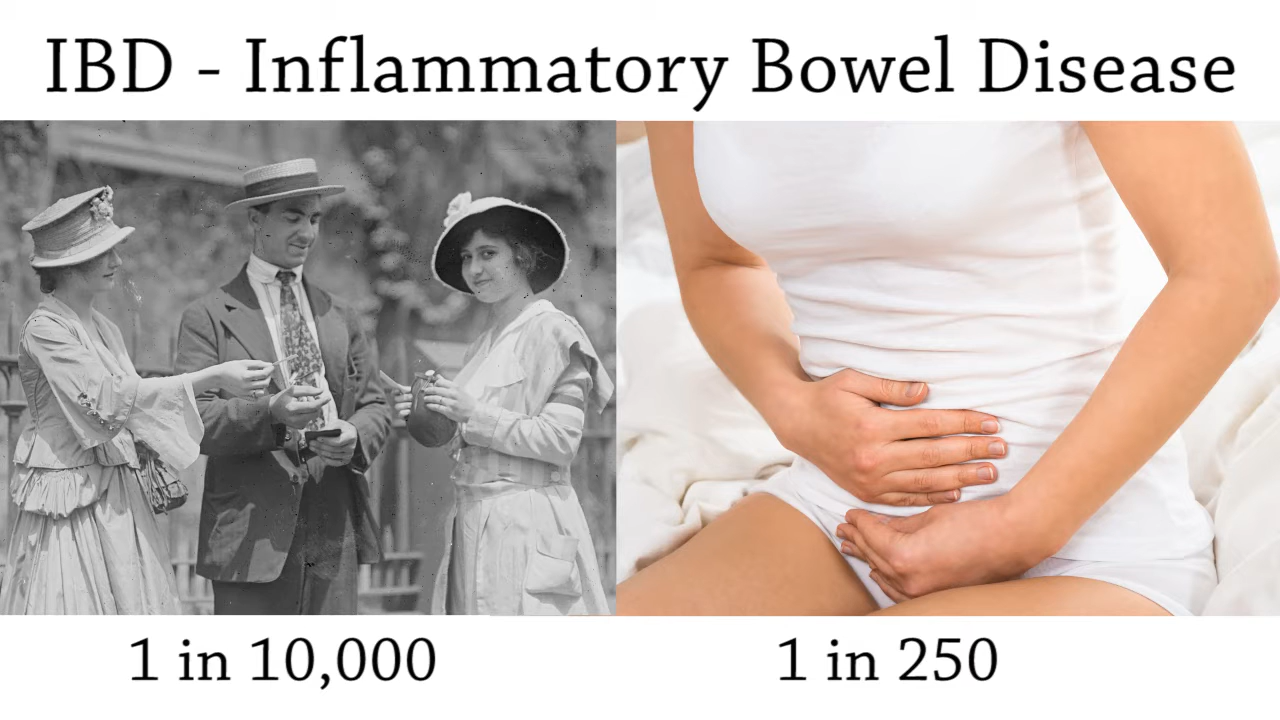 IBD - Inflammatory Bowel Disease
1 in 10,000
1 in 250